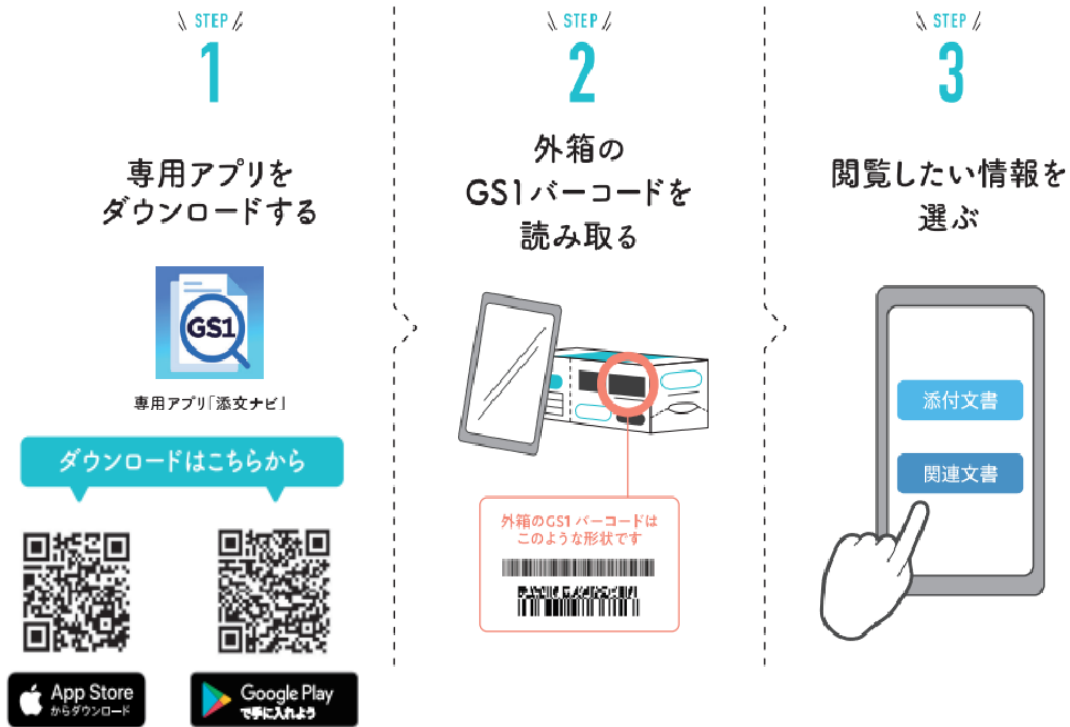 STEP
1
専用アプリを
ダウンロードする
GS1
専用アプリ「添文ナビ」
ダウンロードはこちらから
App Store
からダウンロード
Google Play
で手に入れよう
STEP
2
外箱の
GS1バーコードを
読み取る
外箱のGS1バーコードは
このような形状です
STEP
3
閲覧したい情報を
選ぶ
添付文書
関連文書